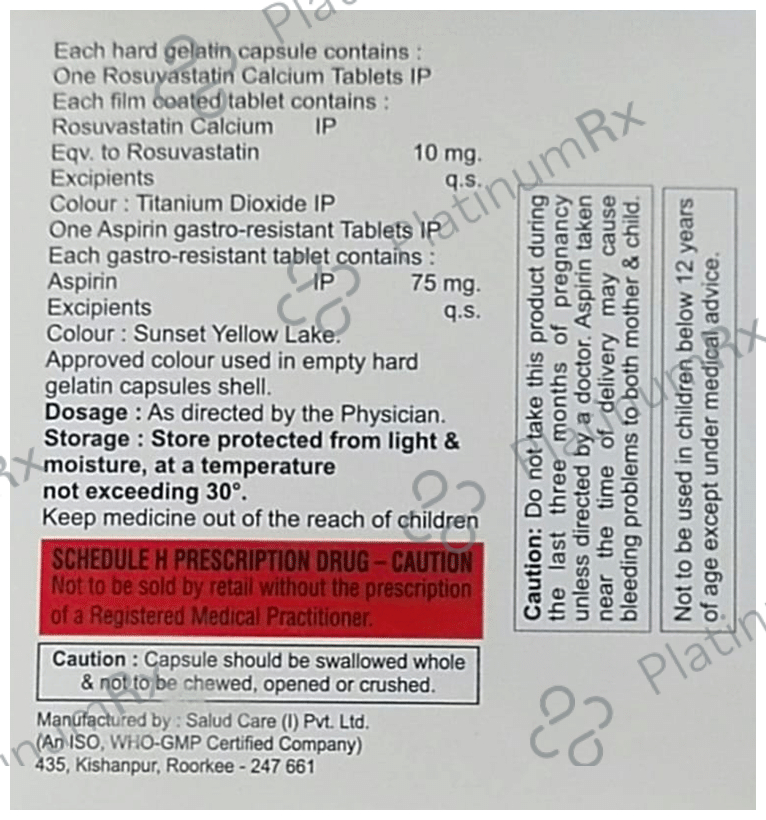 Each hard gelatin capsule contains :
One Rosuvastatin Calcium Tablets IP
Each film coated tablet contains :
Rosuvastatin Calcium IP
Eqv. to Rosuvastatin 10 mg.
Excipients q.s.
Colour : Titanium Dioxide IP
One Aspirin gastro-resistant Tablets IP
Each gastro-resistant tablet contains :
Aspirin IP 75 mg.
Excipients q.s.
Colour : Sunset Yellow Lake.
Approved colour used in empty hard
gelatin capsules shell.
Dosage : As directed by the Physician.
Storage : Store protected from light &
moisture, at a temperature
not exceeding 30°.
Keep medicine out of the reach of children
SCHEDULE H PRESCRIPTION DRUG – CAUTION
Not to be sold by retail without the prescription
of a Registered Medical Practitioner.
Caution : Capsule should be swallowed whole
& not to be chewed, opened or crushed.
Manufactured by : Salud Care (I) Pvt. Ltd.
(An ISO, WHO-GMP Certified Company)
435, Kishanpur, Roorkee - 247 661
Caution: Do not take this product during
the last three months of pregnancy
unless directed by a doctor. Aspirin taken
near the time of delivery may cause
bleeding problems to both mother & child.
Not to be used in children below 12 years
of age except under medical advice.
PlatinumRx
PlatinumRx
PlatinumRx